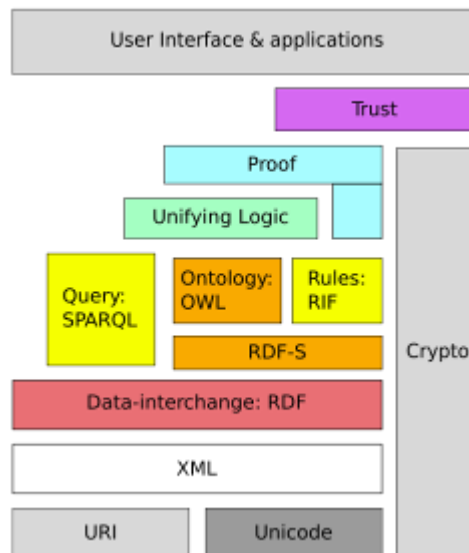 User Interface & applications
Trust
Proof
Unifying Logic
Query:
SPARQL
Ontology:
OWL
Rules:
RIF
RDF-S
Crypto
Data-interchange: RDF
XML
URI
Unicode